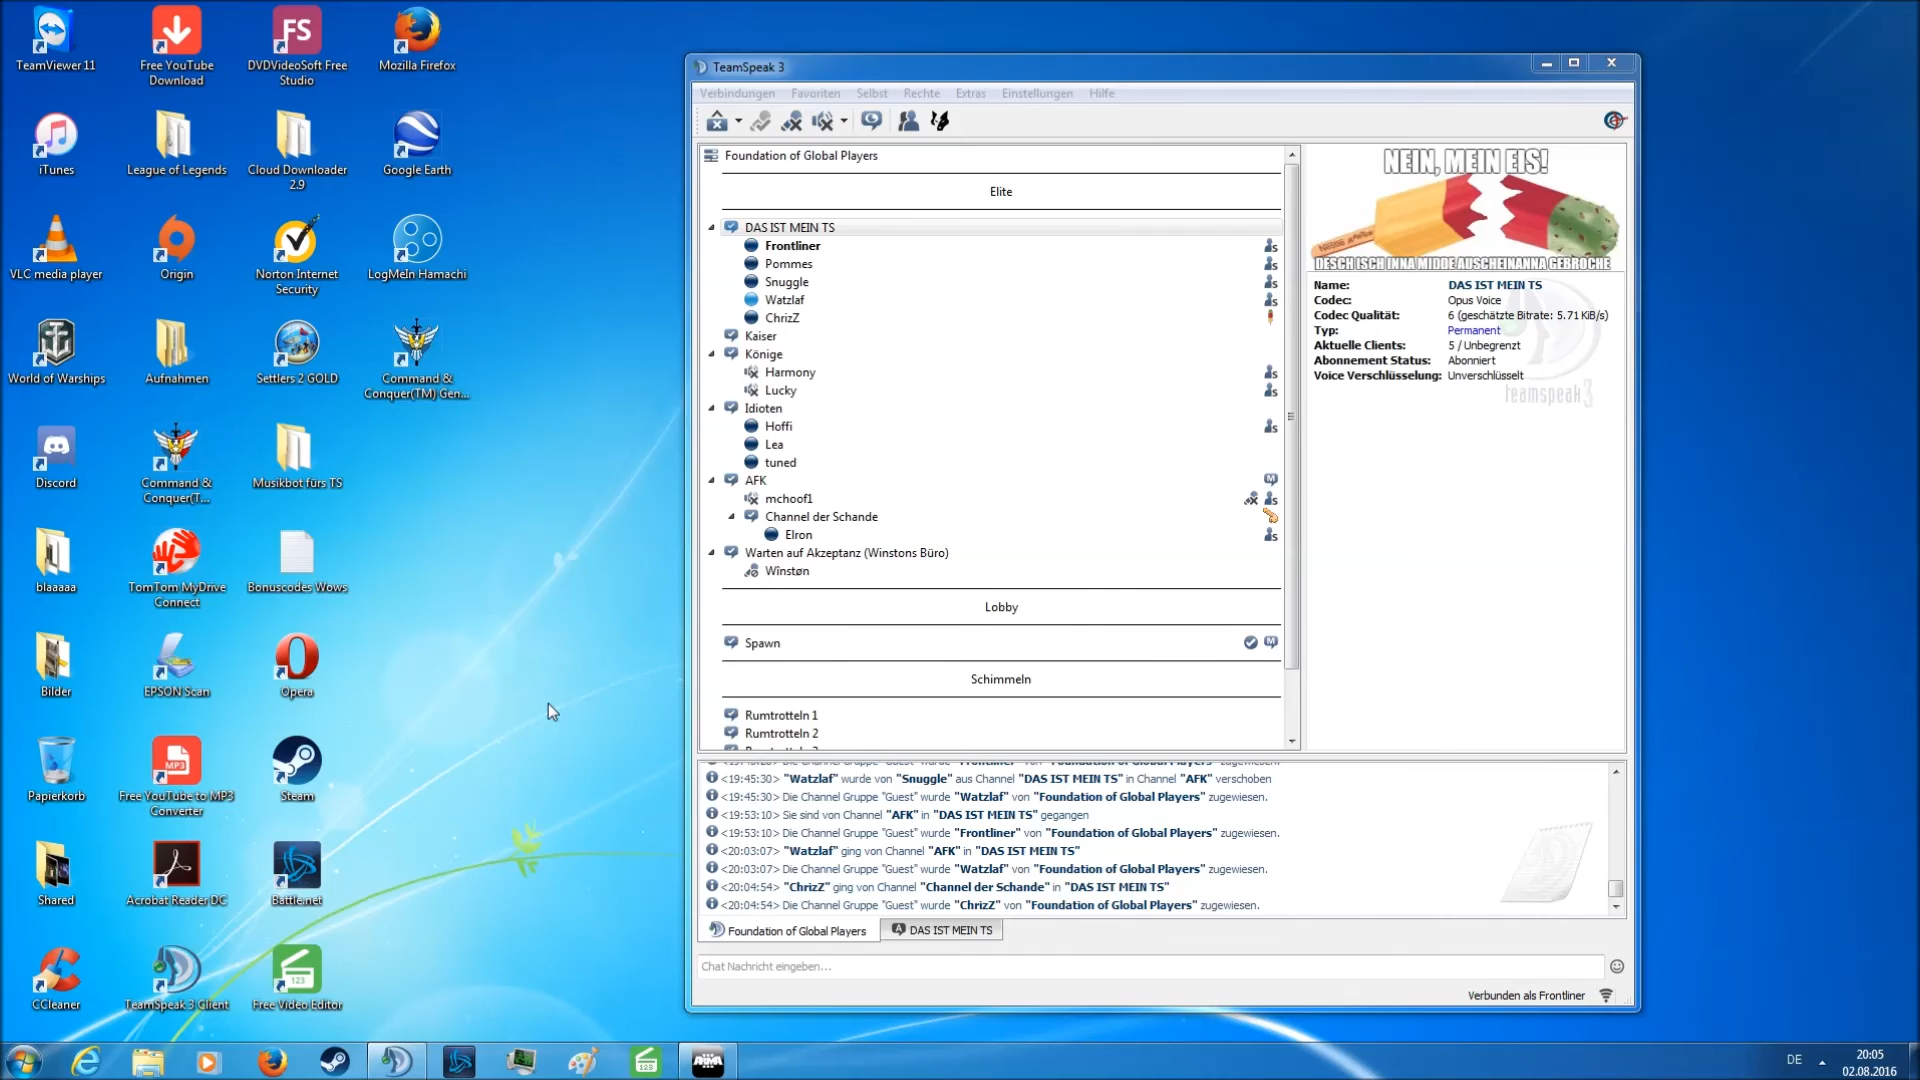 TeamViewer 11
Free YouTube
Download
DVDVideoSoft Free
Studio
Mozilla Firefox
iTunes
League of Legends
Cloud Downloader
2.9
Google Earth
VLC media player
Origin
Norton Internet
Security
LogMeIn Hamachi
World of Warships
Aufnahmen
Settlers 2 GOLD
Command &
Conquer(TM) Gen...
Discord
Command &
Conquer(T...
Musikbot fürs TS
blaaaaa
TomTom MyDrive
Connect
Bonuscodes Wows
Bilder
EPSON Scan
Opera
Papierkorb
Free YouTube to MP3
Converter
Steam
Shared
Acrobat Reader DC
Battle.net
CCleaner
TeamSpeak 3 Client
Free Video Editor
TeamSpeak 3
Verbindungen Favoriten Selbst Rechte Extras Einstellungen Hilfe
Foundation of Global Players
Elite
DAS IST MEIN TS
Frontliner
Pommes
Snuggle
Watzlaf
ChrizZ
Kaiser
Könige
Harmony
Lucky
Idioten
Hoffi
Lea
tuned
AFK
mchoof1
Channel der Schande
Elron
Warten auf Akzeptanz (Winstons Büro)
Wînstøn
Lobby
Spawn
Schimmeln
Rumtrotteln 1
Rumtrotteln 2
NEIN, MEIN EIS!
DESCH ISCH INNA MIDDE AUSCHEINANNA GEBROCHE
Name: DAS IST MEIN TS
Codec: Opus Voice
Codec Qualität: 6 (geschätzte Bitrate: 5.71 KiB/s)
Typ: Permanent
Aktuelle Clients: 5 / Unbegrenzt
Abonnement Status: Abonniert
Voice Verschlüsselung: Unverschlüsselt
teamspeak 3
<19:45:30> "Watzlaf" wurde von "Snuggle" aus Channel "DAS IST MEIN TS" in Channel "AFK" verschoben
<19:45:30> Die Channel Gruppe "Guest" wurde "Watzlaf" von "Foundation of Global Players" zugewiesen.
<19:53:10> Sie sind von Channel "AFK" in "DAS IST MEIN TS" gegangen
<19:53:10> Die Channel Gruppe "Guest" wurde "Frontliner" von "Foundation of Global Players" zugewiesen.
<20:03:07> "Watzlaf" ging von Channel "AFK" in "DAS IST MEIN TS"
<20:03:07> Die Channel Gruppe "Guest" wurde "Watzlaf" von "Foundation of Global Players" zugewiesen.
<20:04:54> "ChrizZ" ging von Channel "Channel der Schande" in "DAS IST MEIN TS"
<20:04:54> Die Channel Gruppe "Guest" wurde "ChrizZ" von "Foundation of Global Players" zugewiesen.
Foundation of Global Players
DAS IST MEIN TS
Chat Nachricht eingeben...
Verbunden als Frontliner
DE
20:05
02.08.2016